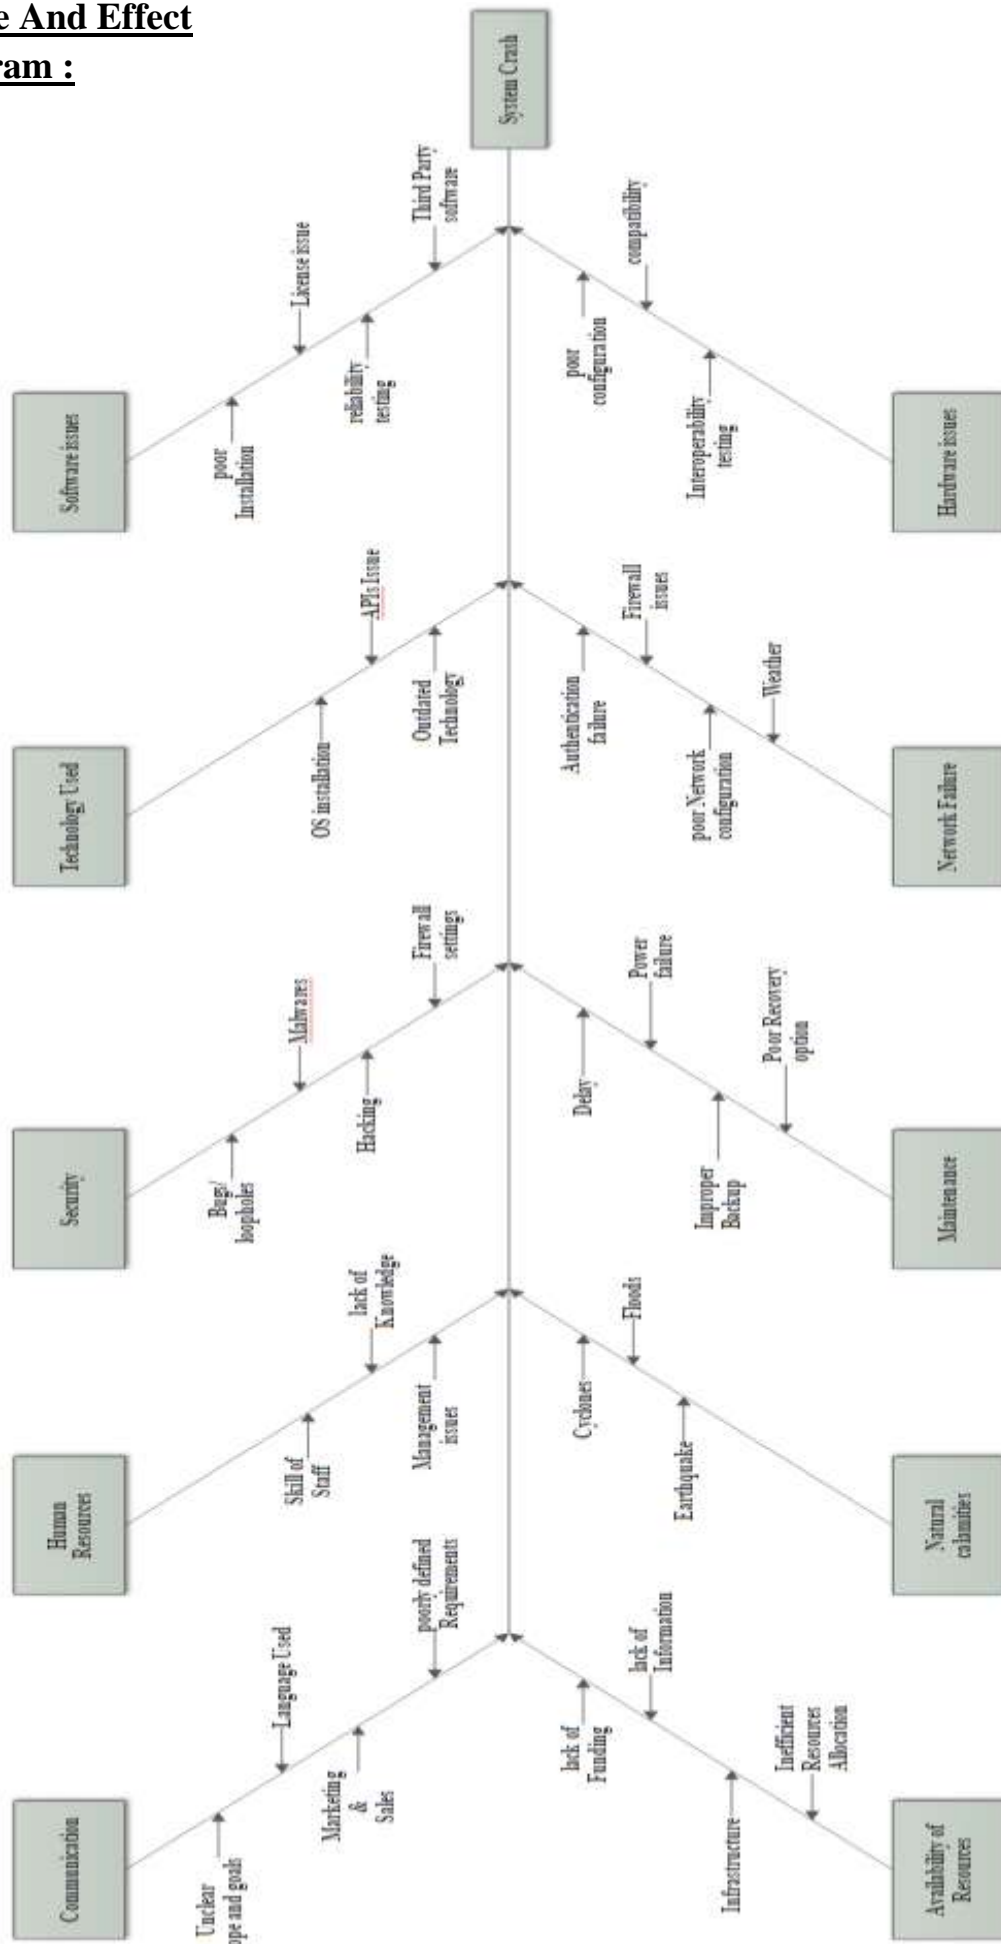 e And Effect
ram :
System Crash
Software issues
poor
Installation
License issue
reliability
testing
Third Party
software
Hardware issues
poor
configuration
compatibility
Interoperability
testing
Technology Used
OS installation
APIs Issue
Outdated
Technology
Network Failure
Authentication
failure
Firewall
issues
poor Network
configuration
Weather
Security
Bugs/
loopholes
Malwares
Hacking
Firewall
settings
Maintenance
Delay
Power
failure
Improper
Backup
Poor Recovery
option
Human
Resources
Skill of
Staff
lack of
Knowledge
Management
issues
Natural
calamities
Cyclones
Floods
Earthquake
Communication
Unclear
ope and goals
Language Used
Marketing
&
Sales
poorly defined
Requirements
Availability of
Resources
lack of
Funding
lack of
Information
Infrastructure
Inefficient
Resources
Allocation